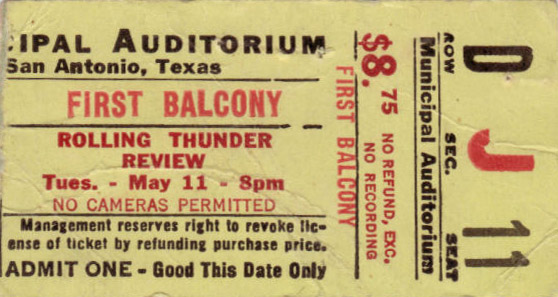 CIPAL AUDITORIUM
SAN ANTONIO, TEXAS
FIRST BALCONY
ROLLING THUNDER
REVIEW
Tues. - May 11 - 8pm
NO CAMERAS PERMITTED
Management reserves right to revoke lic-
ense of ticket by refunding purchase price.
ADMIT ONE - Good This Date Only
$8.75
FIRST BALCONY
NO REFUND, EXC.
NO RECORDING
Municipal Auditorium
ROW D
SEC. J
SEAT 11